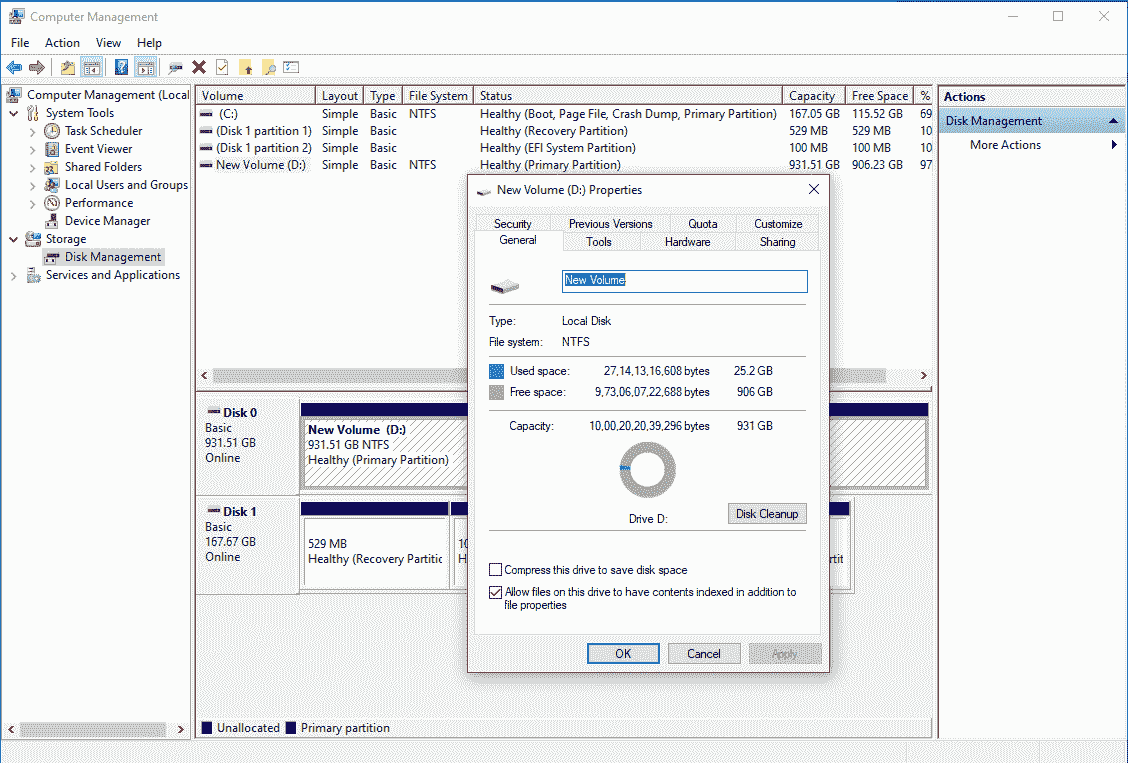 Computer Management
File Action View Help
Computer Management (Local
System Tools
Task Scheduler
Event Viewer
Shared Folders
Local Users and Groups
Performance
Device Manager
Storage
Disk Management
Services and Applications
Volume Layout Type File System Status Capacity Free Space %
(C:) Simple Basic NTFS Healthy (Boot, Page File, Crash Dump, Primary Partition) 167.05 GB 115.52 GB 69
(Disk 1 partition 1) Simple Basic Healthy (Recovery Partition) 529 MB 529 MB 10
(Disk 1 partition 2) Simple Basic Healthy (EFI System Partition) 100 MB 100 MB 10
New Volume (D:) Simple Basic NTFS Healthy (Primary Partition) 931.51 GB 906.23 GB 97
Actions
Disk Management
More Actions
New Volume (D:) Properties
Security Previous Versions Quota Customize
General Tools Hardware Sharing
New Volume
Type: Local Disk
File system: NTFS
Used space: 27,14,13,16,608 bytes 25.2 GB
Free space: 9,73,06,07,22,688 bytes 906 GB
Capacity: 10,00,20,20,39,296 bytes 931 GB
Drive D:
Disk Cleanup
Compress this drive to save disk space
Allow files on this drive to have contents indexed in addition to
file properties
OK Cancel Apply
Disk 0
Basic
931.51 GB
Online
New Volume (D:)
931.51 GB NTFS
Healthy (Primary Partition)
Disk 1
Basic
167.67 GB
Online
529 MB
Healthy (Recovery Partitic
10
H
rtit
Unallocated Primary partition